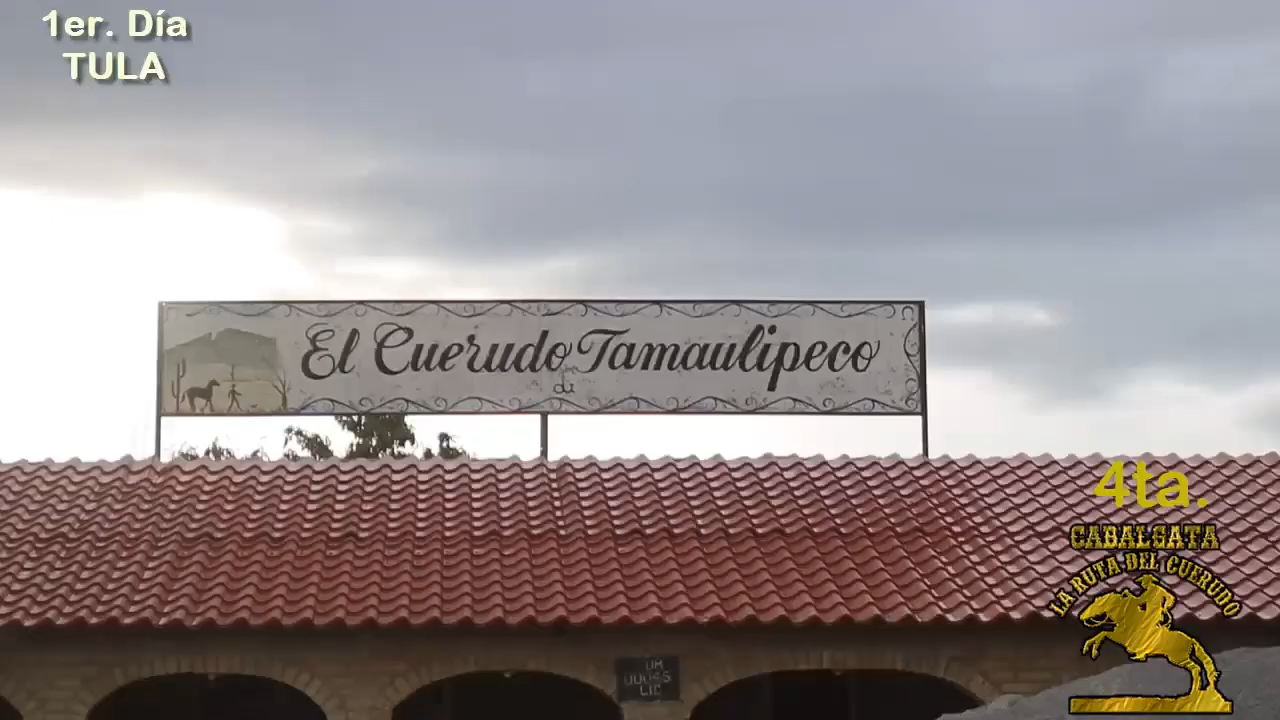 1er. Día
TULA
El Cuerudo Tamaulipeco
4ta.
CABALGATA
LA RUTA DEL CUERUDO